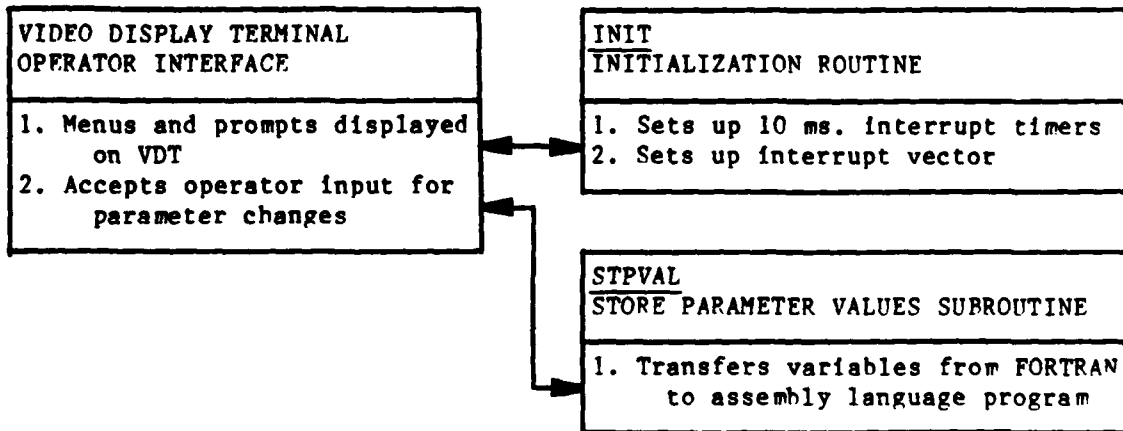 VIDEO DISPLAY TERMINAL
OPERATOR INTERFACE
1. Menus and prompts displayed
on VDT
2. Accepts operator input for
parameter changes
INIT
INITIALIZATION ROUTINE
1. Sets up 10 ms. interrupt timers
2. Sets up interrupt vector
STPVAL
STORE PARAMETER VALUES SUBROUTINE
1. Transfers variables from FORTRAN
to assembly language program